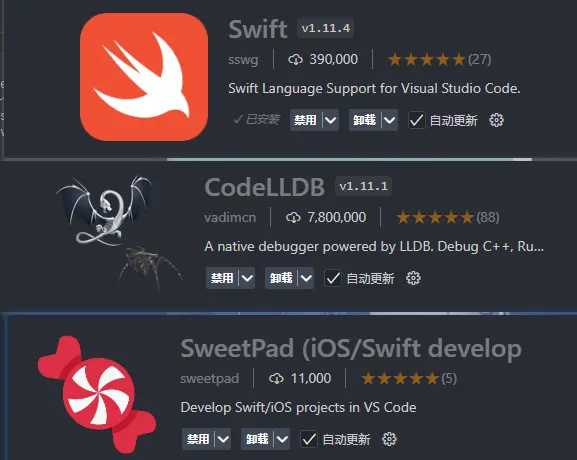 Swift v1.11.4
sswg 390,000 (27)
Swift Language Support for Visual Studio Code.
✓已安装 禁用 卸载 自动更新
CodeLLDB v1.11.1
vadimcn 7,800,000 (88)
A native debugger powered by LLDB. Debug C++, Ru...
禁用 卸载 自动更新
SweetPad (iOS/Swift develop
sweetpad 11,000 (5)
Develop Swift/iOS projects in VS Code
禁用 卸载 自动更新